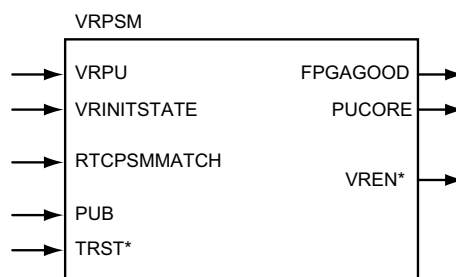 VRPSM
VRPU
FPGAGOOD
VRINITSTATE
PUCORE
RTCPSMMATCH
VREN*
PUB
TRST*